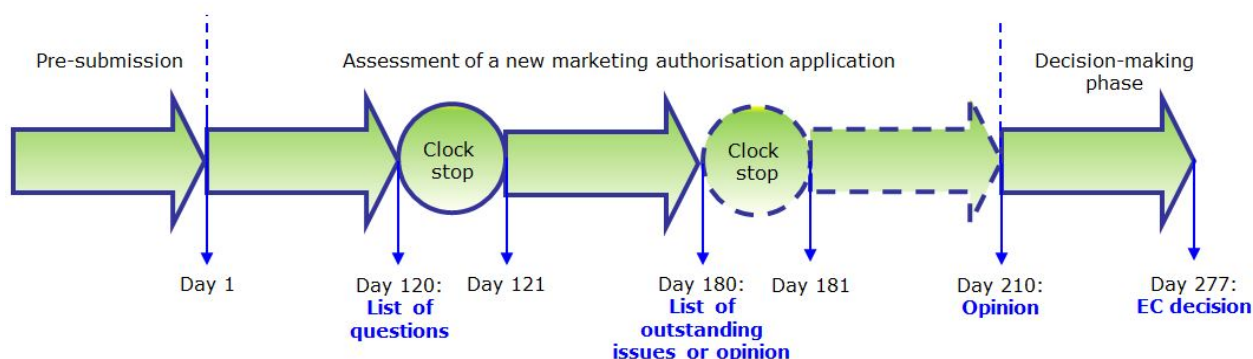 Pre-submission
Assessment of a new marketing authorisation application
Decision-making
phase
Clock
stop
Clock
stop
Day 1
Day 120:
List of
questions
Day 121
Day 180:
List of
outstanding
issues or opinion
Day 181
Day 210:
Opinion
Day 277:
EC decision